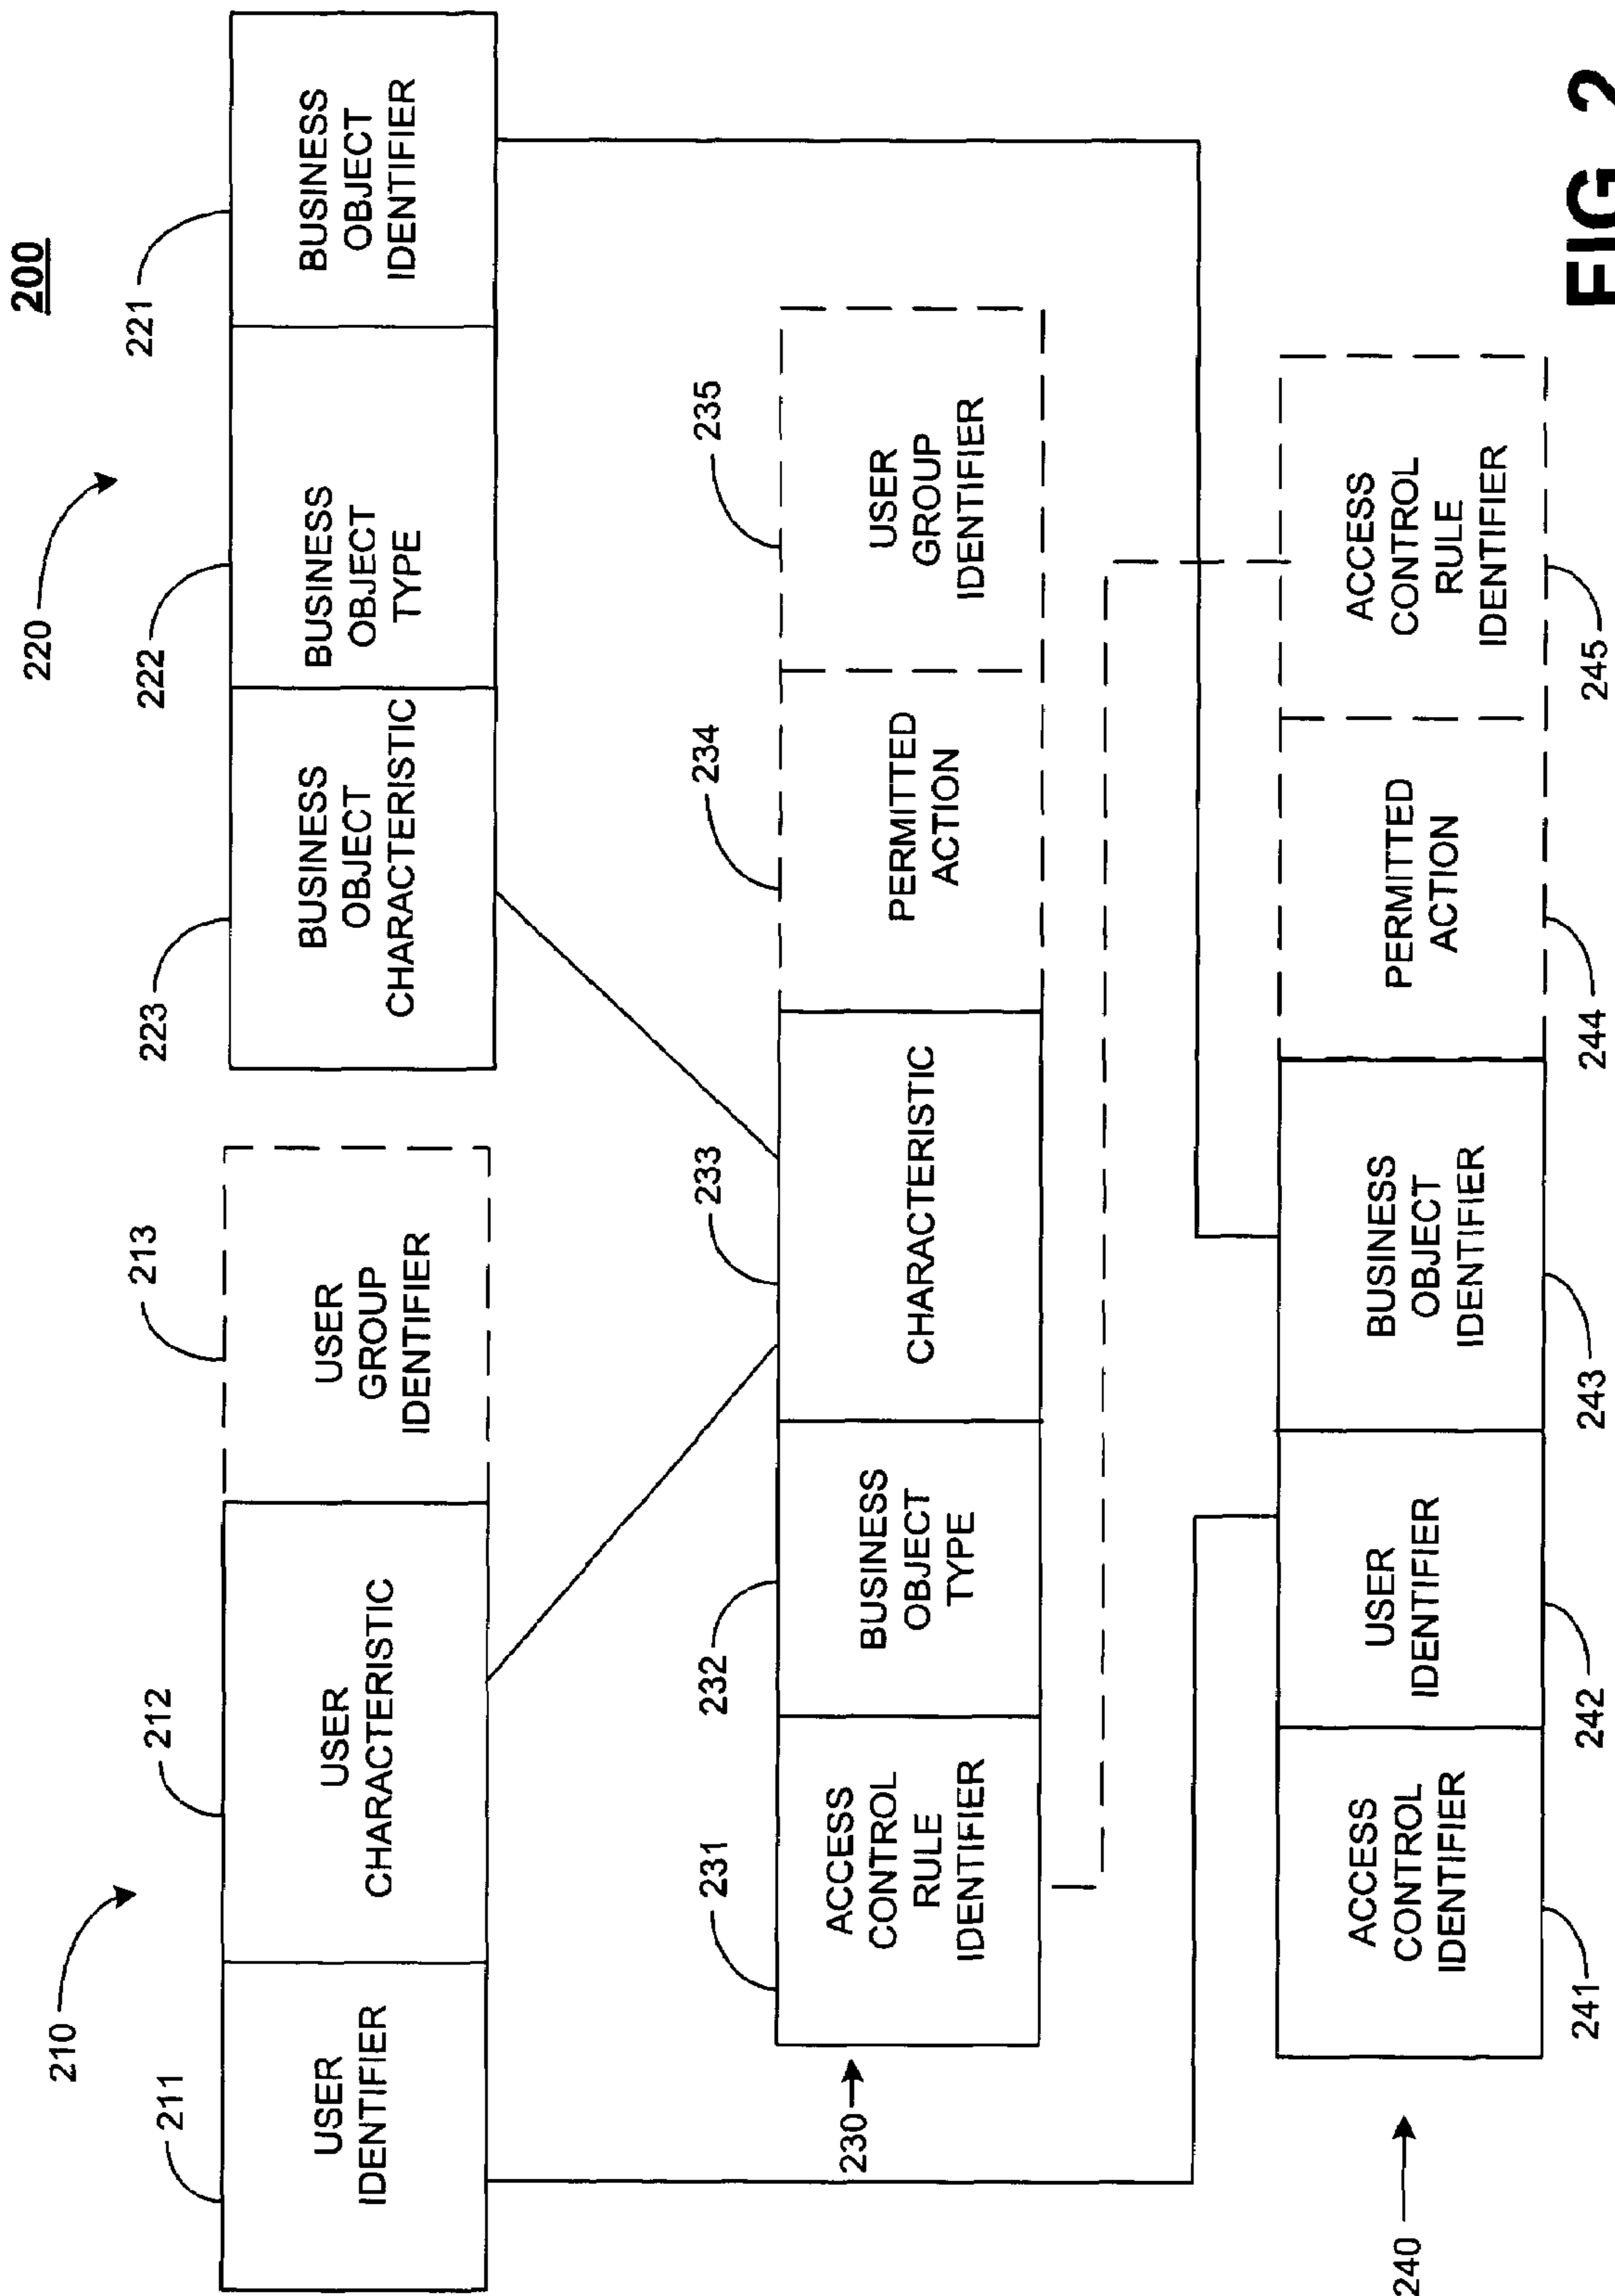 200
210
220
211
212
213
223
222
221
USER
IDENTIFIER
USER
CHARACTERISTIC
USER
GROUP
IDENTIFIER
BUSINESS
OBJECT
CHARACTERISTIC
BUSINESS
OBJECT
TYPE
BUSINESS
OBJECT
IDENTIFIER
230
231
232
233
234
235
ACCESS
CONTROL
RULE
IDENTIFIER
BUSINESS
OBJECT
TYPE
CHARACTERISTIC
PERMITTED
ACTION
USER
GROUP
IDENTIFIER
240
ACCESS
CONTROL
IDENTIFIER
USER
IDENTIFIER
BUSINESS
OBJECT
IDENTIFIER
PERMITTED
ACTION
ACCESS
CONTROL
RULE
IDENTIFIER
241
242
243
244
245
FIG 2